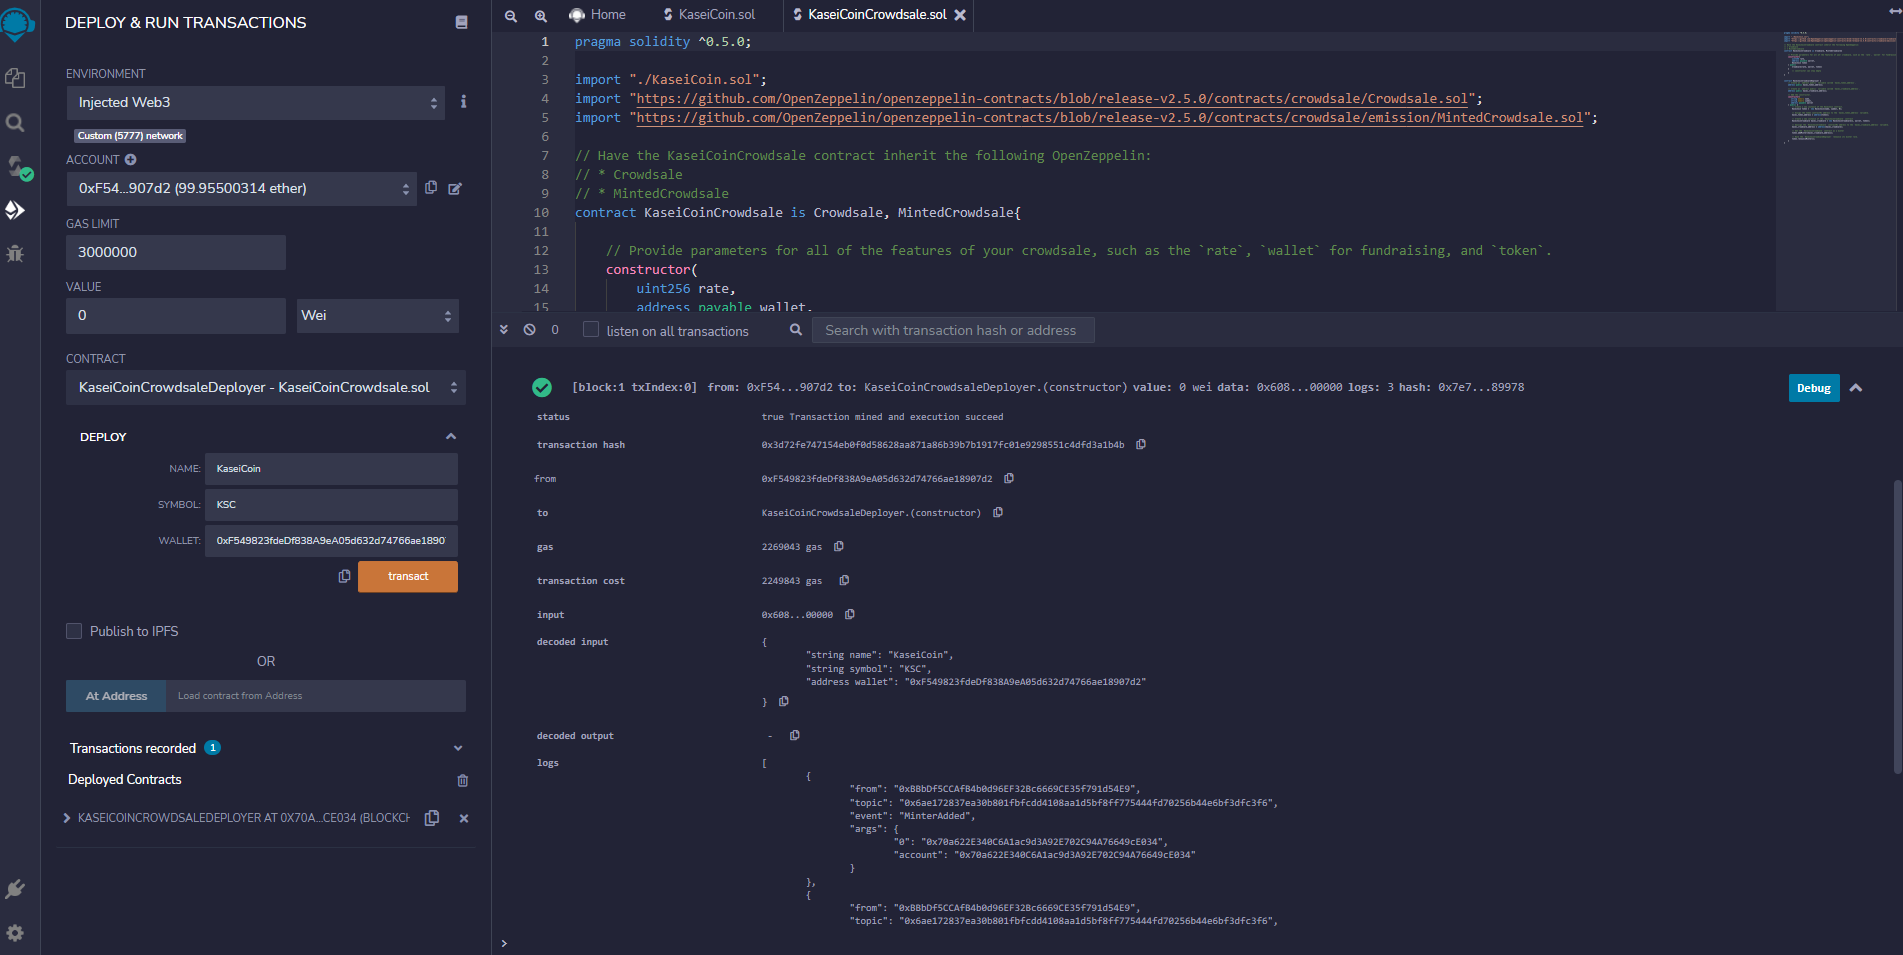 DEPLOY & RUN TRANSACTIONS
ENVIRONMENT
Injected Web3
Custom (5777) network
ACCOUNT
0xF54...907d2 (99.95500314 ether)
GAS LIMIT
3000000
VALUE
0
Wei
CONTRACT
KaseiCoinCrowdsaleDeployer - KaseiCoinCrowdsale.sol
DEPLOY
NAME: KaseiCoin
SYMBOL: KSC
WALLET: 0xF549823fdeDf838A9eA05d632d74766ae1890
transact
Publish to IPFS
OR
At Address Load contract from Address
Transactions recorded 1
Deployed Contracts
KASEICOINCROWDSALEDEPLOYER AT 0X70A...CE034 (BLOCKCH
Home KaseiCoin.sol KaseiCoinCrowdsale.sol
1 pragma solidity ^0.5.0;
2
3 import "./KaseiCoin.sol";
4 import "https://github.com/OpenZeppelin/openzeppelin-contracts/blob/release-v2.5.0/contracts/crowdsale/Crowdsale.sol";
5 import "https://github.com/OpenZeppelin/openzeppelin-contracts/blob/release-v2.5.0/contracts/crowdsale/emission/MintedCrowdsale.sol";
6
7 // Have the KaseiCoinCrowdsale contract inherit the following OpenZeppelin:
8 // * Crowdsale
9 // * MintedCrowdsale
10 contract KaseiCoinCrowdsale is Crowdsale, MintedCrowdsale{
11
12 // Provide parameters for all of the features of your crowdsale, such as the `rate`, `wallet` for fundraising, and `token`.
13 constructor(
14 uint256 rate,
15 address payable wallet,
0 listen on all transactions Search with transaction hash or address
[block:1 txIndex:0] from: 0xF54...907d2 to: KaseiCoinCrowdsaleDeployer.(constructor) value: 0 wei data: 0x608...00000 logs: 3 hash: 0x7e7...89978 Debug
status true Transaction mined and execution succeed
transaction hash 0x3d72fe747154eb0f0d58628aa871a86b39b7b1917fc01e9298551c4dfd3a1b4b
from 0xF549823fdeDf838A9eA05d632d74766ae18907d2
to KaseiCoinCrowdsaleDeployer.(constructor)
gas 2269043 gas
transaction cost 2249843 gas
input 0x608...00000
decoded input {
"string name": "KaseiCoin",
"string symbol": "KSC",
"address wallet": "0xF549823fdeDf838A9eA05d632d74766ae18907d2"
}
decoded output -
logs [
{
"from": "0xBBbDf5CCAfB4b0d96EF32Bc6669CE35f791d54E9",
"topic": "0x6ae172837ea30b801fbfcdd4108aa1d5bf8ff775444fd70256b44e6bf3dfc3f6",
"event": "MinterAdded",
"args": {
"0": "0x70a622E340C6A1ac9d3A92E702C94A76649cE034",
"account": "0x70a622E340C6A1ac9d3A92E702C94A76649cE034"
}
},
{
"from": "0xBBbDf5CCAfB4b0d96EF32Bc6669CE35f791d54E9",
"topic": "0x6ae172837ea30b801fbfcdd4108aa1d5bf8ff775444fd70256b44e6bf3dfc3f6",
>